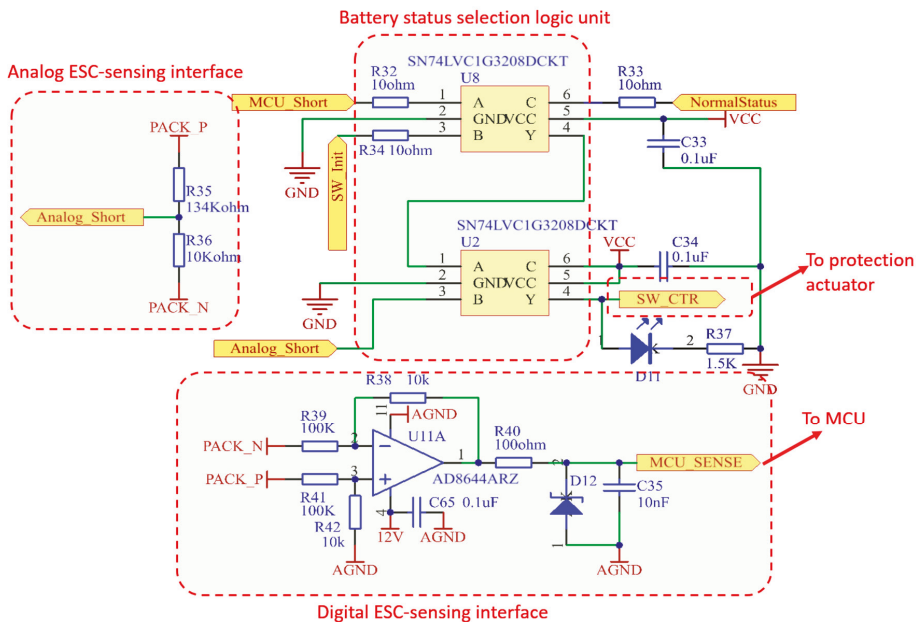 Battery status selection logic unit
Analog ESC-sensing interface
SN74LVC1G3208DCKT
R32
10ohm
U8
R33
10ohm
MCU_Short
1
2
3
A
GND
B
C
VCC
Y
6
5
4
NormalStatus
VCC
PACK_P
R34 10ohm
SW_Init
GND
C33
0.1uF
R35
134Kohm
Analog_Short
R36
10Kohm
PACK_N
SN74LVC1G3208DCKT
U2
VCC
C34
0.1uF
1
2
3
A
GND
B
C
VCC
Y
6
5
4
GND
SW_CTR
To protection
actuator
Analog_Short
1
2
D11
R37
1.5K
GND
R38
10k
11
AGND
R39
100K
PACK_N
2
U11A
R40
100ohm
To MCU
PACK_P
3
1
MCU_SENSE
R41
100K
AD8644ARZ
2
D12
C35
10nF
R42
10k
4
C65
0.1uF
12V
AGND
1
AGND
AGND
Digital ESC-sensing interface